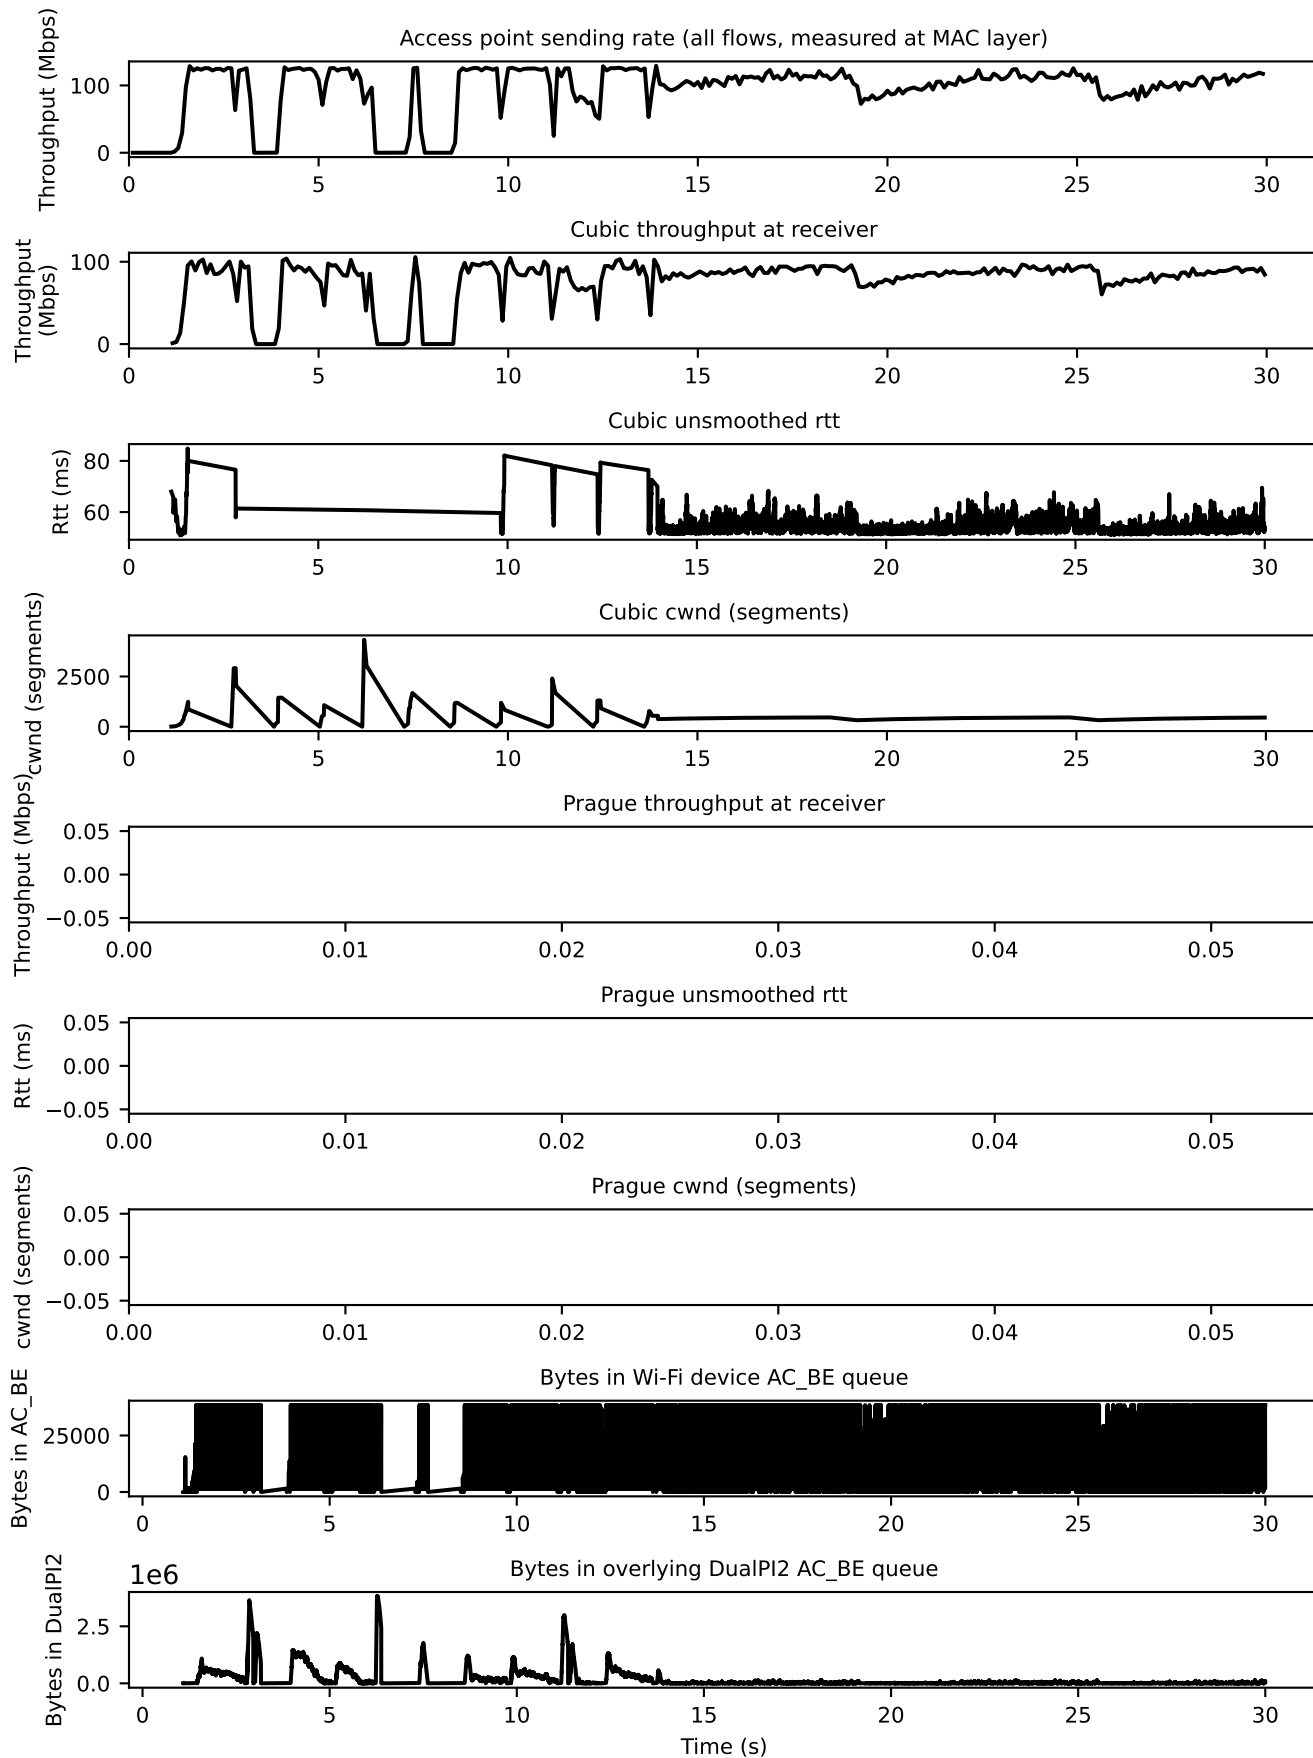 Access point sending rate (all flows, measured at MAC layer)
Throughput (Mbps)
100
0
0 5 10 15 20 25 30
Cubic throughput at receiver
Throughput
(Mbps)
100
0
0 5 10 15 20 25 30
Cubic unsmoothed rtt
Rtt (ms)
80
60
0 5 10 15 20 25 30
Cubic cwnd (segments)
cwnd (segments)
2500
0
0 5 10 15 20 25 30
Prague throughput at receiver
Throughput (Mbps)
0.05
0.00
−0.05
0.00 0.01 0.02 0.03 0.04 0.05
Prague unsmoothed rtt
Rtt (ms)
0.05
0.00
−0.05
0.00 0.01 0.02 0.03 0.04 0.05
Prague cwnd (segments)
cwnd (segments)
0.05
0.00
−0.05
0.00 0.01 0.02 0.03 0.04 0.05
Bytes in Wi-Fi device AC_BE queue
Bytes in AC_BE
25000
0
0 5 10 15 20 25 30
1e6
Bytes in overlying DualPI2 AC_BE queue
Bytes in DualPI2
2.5
0.0
0 5 10 15 20 25 30
Time (s)